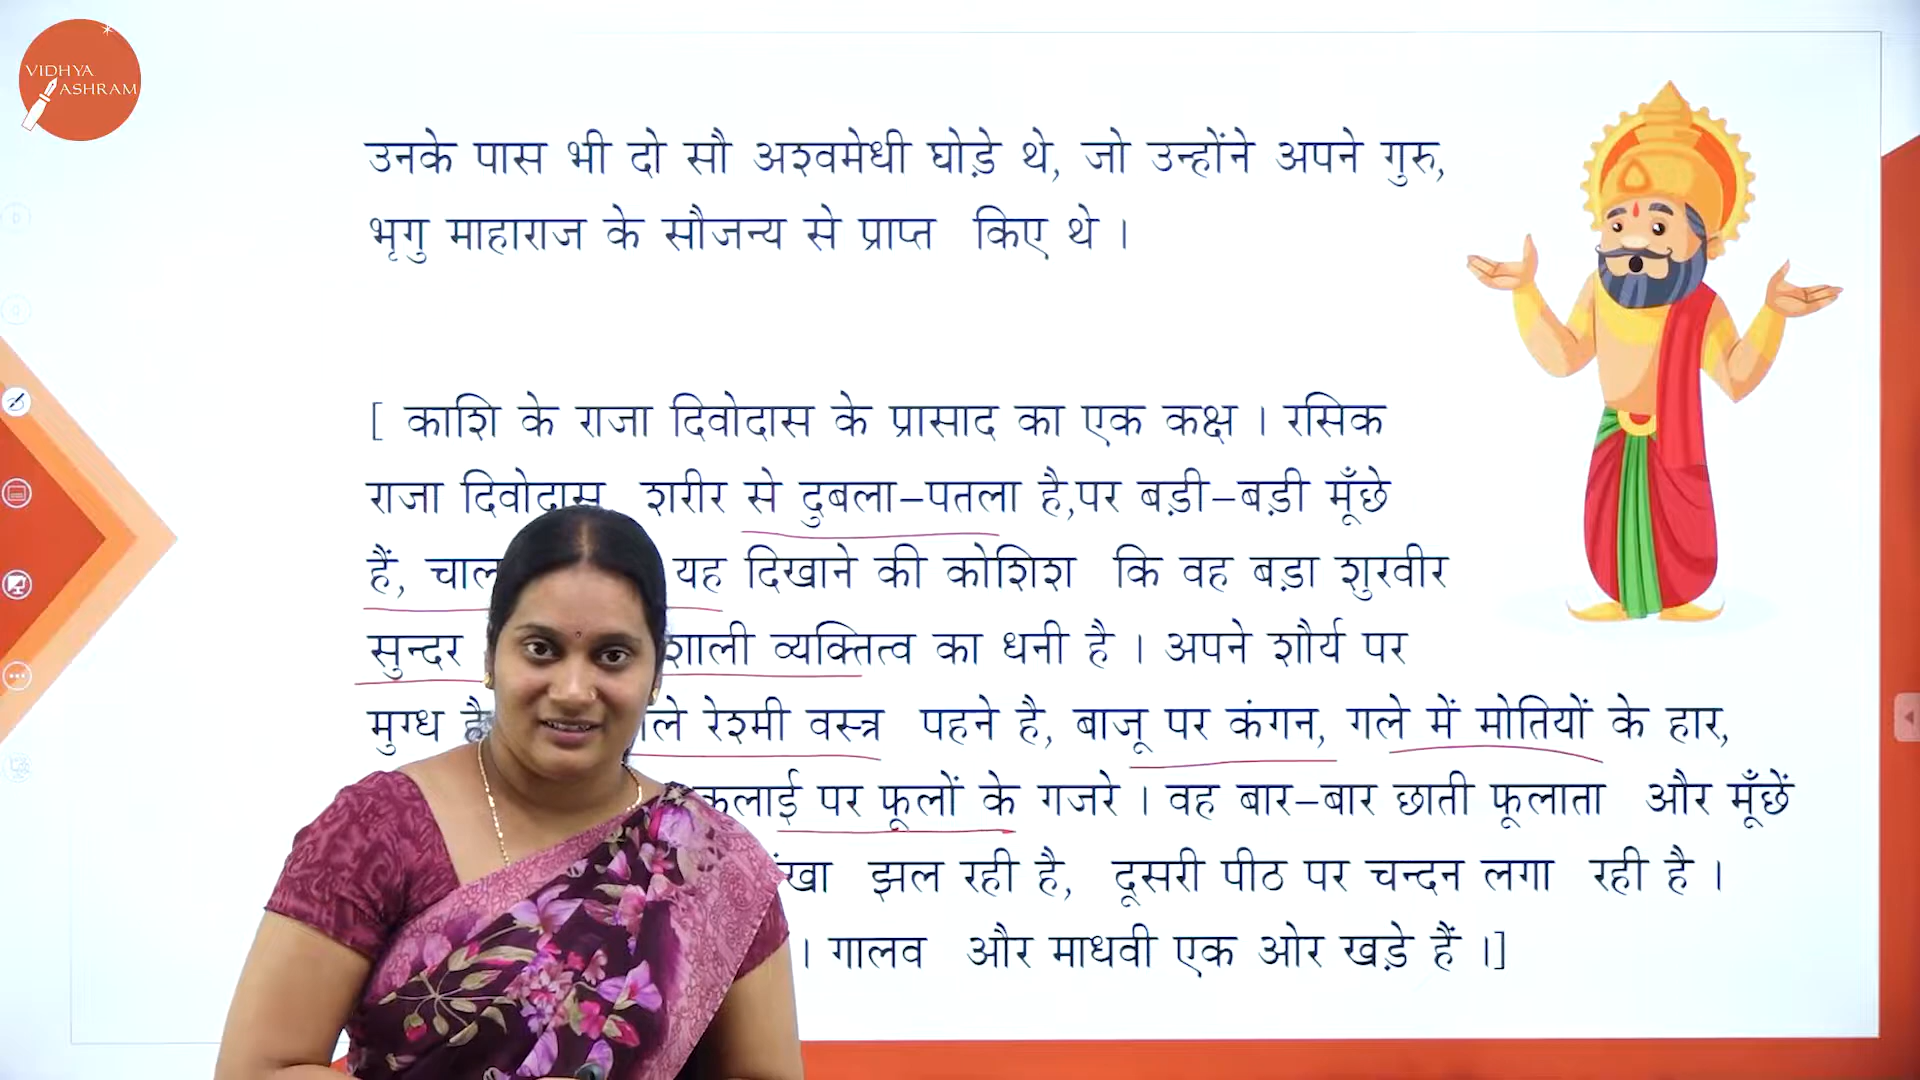 VIDHYA
ASHRAM
उनके पास भी दो सौ अश्वमेधी घोड़े थे, जो उन्होंने अपने गुरु,
भृगु माहाराज के सौजन्य से प्राप्त किए थे ।
[ काशि के राजा दिवोदास के प्रासाद का एक कक्ष । रसिक
राजा दिवोदास शरीर से दुबला-पतला है,पर बड़ी-बड़ी मूँछे
हैं, चाल यह दिखाने की कोशिश कि वह बड़ा शुरवीर
सुन्दर शाली व्यक्तित्व का धनी है । अपने शौर्य पर
मुग्ध है ले रेश्मी वस्त्र पहने है, बाजू पर कंगन, गले में मोतियों के हार,
कलाई पर फूलों के गजरे । वह बार-बार छाती फूलाता और मूँछें
झल रही है, दूसरी पीठ पर चन्दन लगा रही है ।
। गालव और माधवी एक ओर खड़े हैं ।]